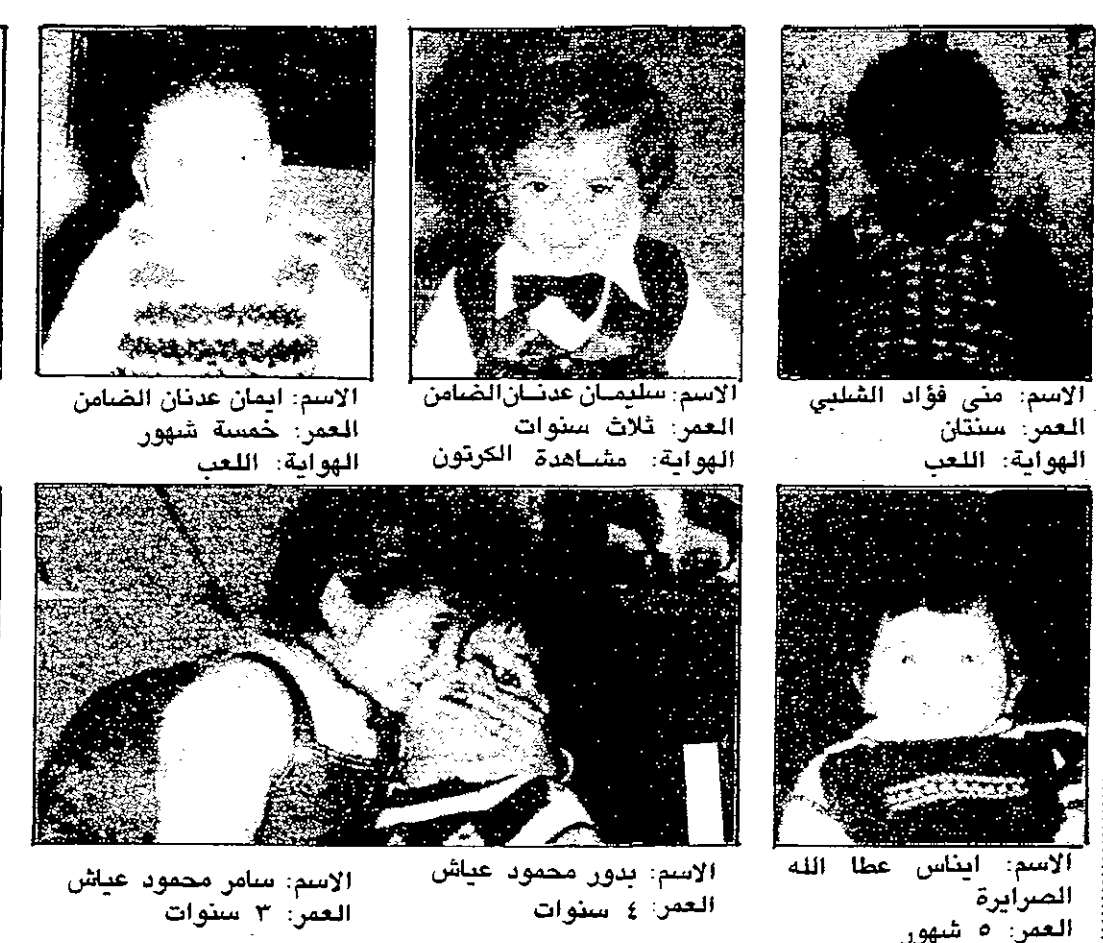 الاسم: منى فؤاد الشلبي
العمر: سنتان
الهواية: اللعب
الاسم: سليمان عدنان الضامن
العمر: ثلاث سنوات
الهواية: مشاهدة الكرتون
الاسم: ايمان عدنان الضامن
العمر: خمسة شهور
الهواية: اللعب
الاسم: ايناس عطا الله
الصرايرة
العمر: ٥ شهور
الاسم: بدور محمود عياش
العمر: ٤ سنوات
الاسم: سامر محمود عياش
العمر: ٣ سنوات